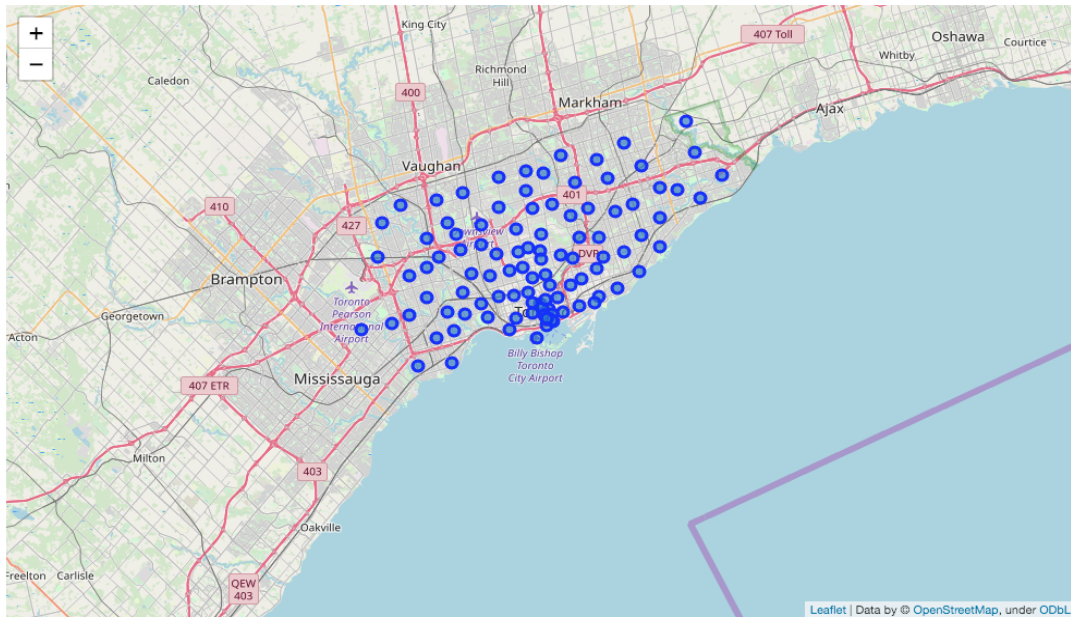 +
−
King City
407 Toll
Oshawa
Whitby
Courtice
Caledon
Richmond
Hill
400
Markham
Ajax
Vaughan
401
410
427
DVP
Brampton
Toronto
Pearson
International
Airport
Georgetown
Acton
Billy Bishop
Toronto
City Airport
Mississauga
407 ETR
Milton
403
Oakville
Freelton
Carlisle
QEW
403
Leaflet | Data by © OpenStreetMap, under ODbL